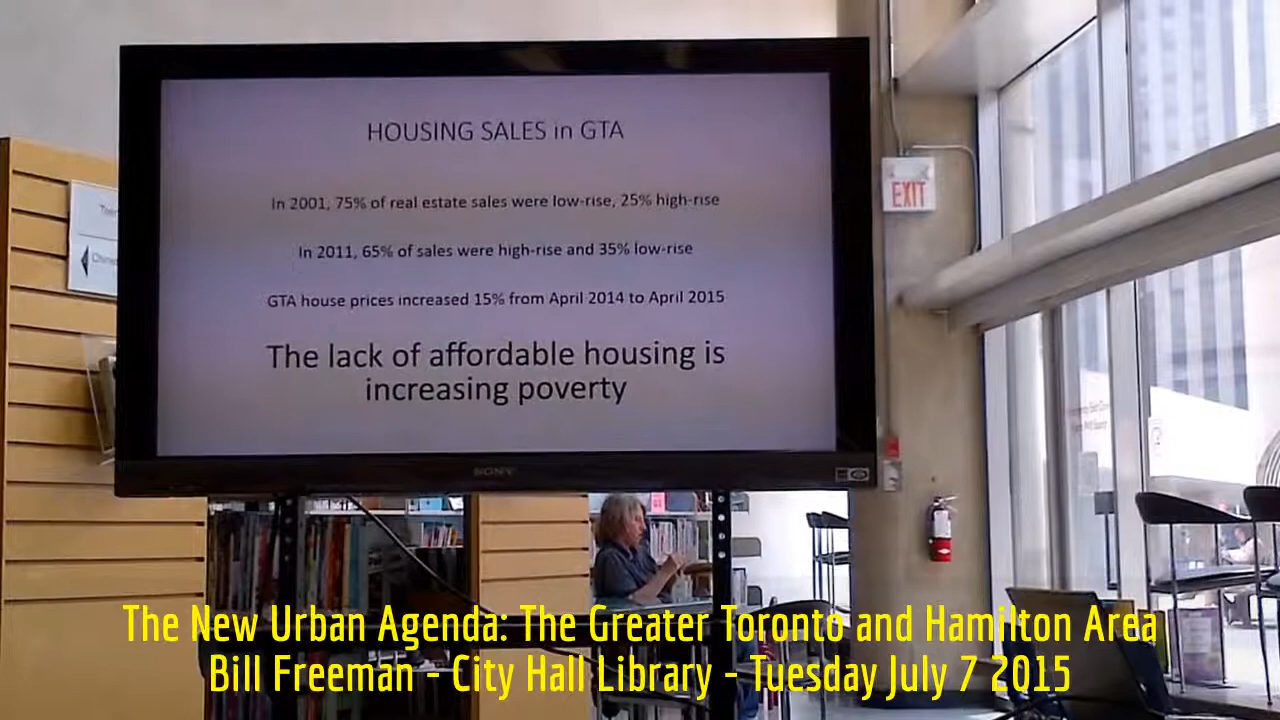 HOUSING SALES in GTA
In 2001, 75% of real estate sales were low-rise, 25% high-rise
In 2011, 65% of sales were high-rise and 35% low-rise
GTA house prices increased 15% from April 2014 to April 2015
The lack of affordable housing is
increasing poverty
EXIT
SONY
The New Urban Agenda: The Greater Toronto and Hamilton Area
Bill Freeman - City Hall Library - Tuesday July 7 2015